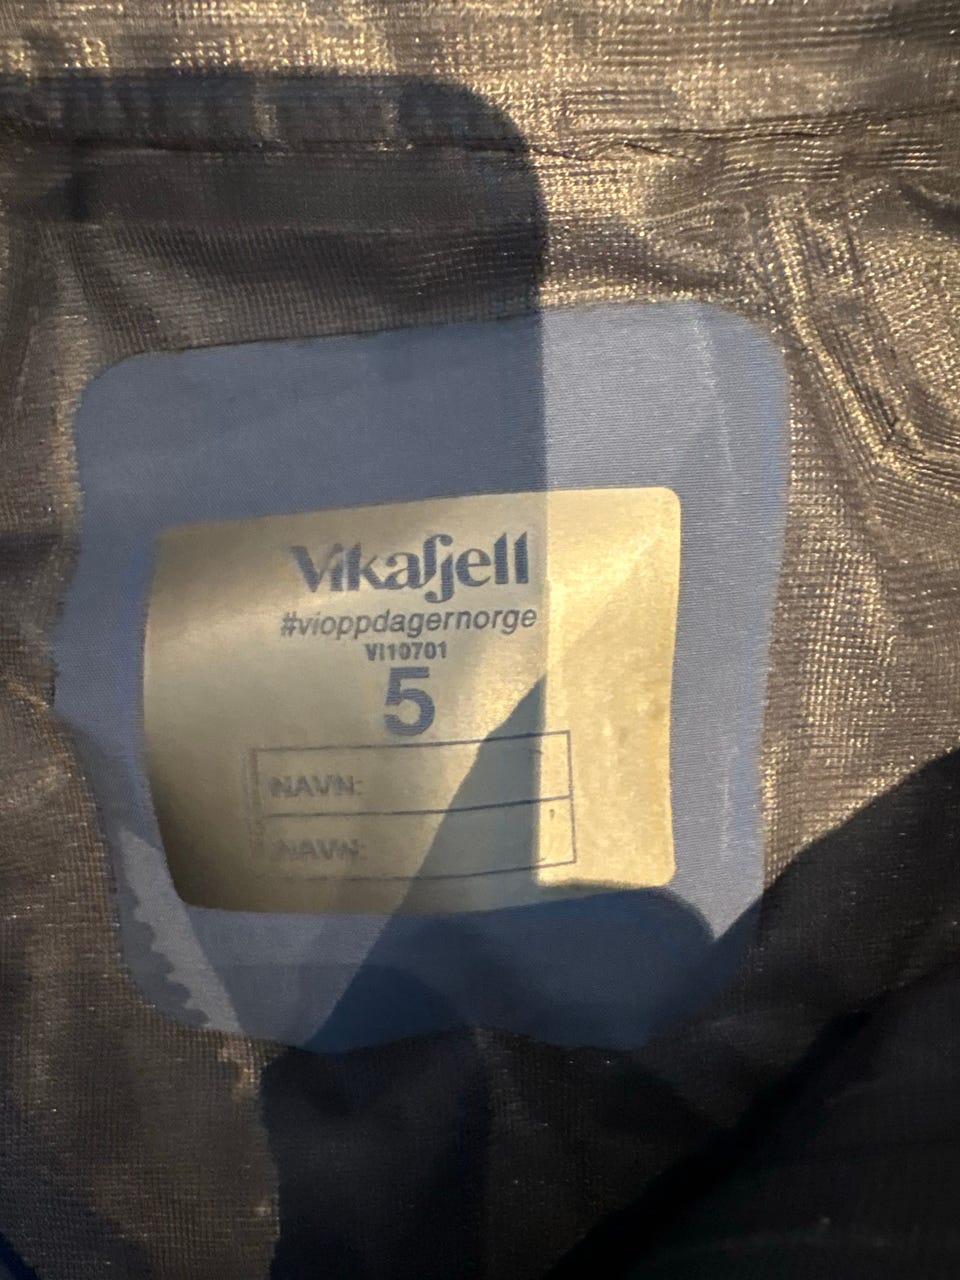 Vikafjell
#vioppdagernorge
VI10701
5
NAVN:
NAVN: